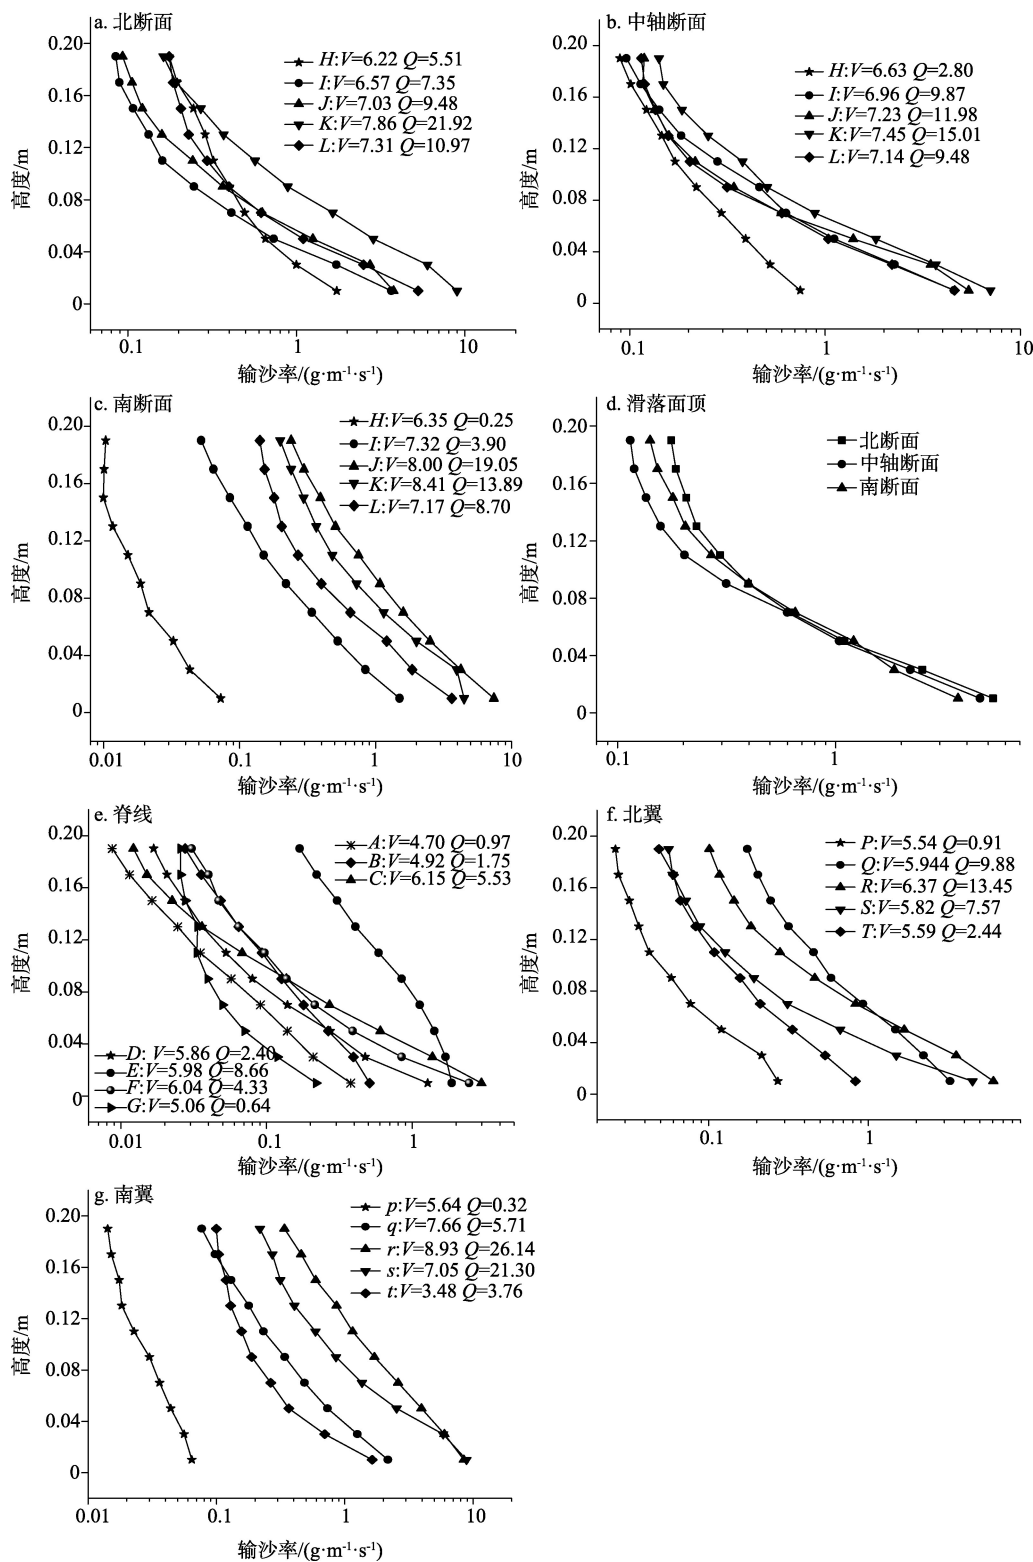 a. 北断面
H:V=6.22 Q=5.51
I:V=6.57 Q=7.35
J:V=7.03 Q=9.48
K:V=7.86 Q=21.92
L:V=7.31 Q=10.97
0.20
0.16
0.12
0.08
0.04
0
高度/m
0.1 1 10
输沙率/(g·m⁻¹·s⁻¹)
b. 中轴断面
H:V=6.63 Q=2.80
I:V=6.96 Q=9.87
J:V=7.23 Q=11.98
K:V=7.45 Q=15.01
L:V=7.14 Q=9.48
0.20
0.16
0.12
0.08
0.04
0
高度/m
0.1 1 10
输沙率/(g·m⁻¹·s⁻¹)
c. 南断面
H:V=6.35 Q=0.25
I:V=7.32 Q=3.90
J:V=8.00 Q=19.05
K:V=8.41 Q=13.89
L:V=7.17 Q=8.70
0.20
0.16
0.12
0.08
0.04
0
高度/m
0.01 0.1 1 10
输沙率/(g·m⁻¹·s⁻¹)
d. 滑落面顶
北断面
中轴断面
南断面
0.20
0.16
0.12
0.08
0.04
0
高度/m
0.1 1
输沙率/(g·m⁻¹·s⁻¹)
e. 脊线
A:V=4.70 Q=0.97
B:V=4.92 Q=1.75
C:V=6.15 Q=5.53
D: V=5.86 Q=2.40
E:V=5.98 Q=8.66
F:V=6.04 Q=4.33
G:V=5.06 Q=0.64
0.20
0.16
0.12
0.08
0.04
0
高度/m
0.01 0.1 1
输沙率/(g·m⁻¹·s⁻¹)
f. 北翼
P:V=5.54 Q=0.91
Q:V=5.944 Q=9.88
R:V=6.37 Q=13.45
S:V=5.82 Q=7.57
T:V=5.59 Q=2.44
0.20
0.16
0.12
0.08
0.04
0
高度/m
0.1 1
输沙率/(g·m⁻¹·s⁻¹)
g. 南翼
p:V=5.64 Q=0.32
q:V=7.66 Q=5.71
r:V=8.93 Q=26.14
s:V=7.05 Q=21.30
t:V=3.48 Q=3.76
0.20
0.16
0.12
0.08
0.04
0
高度/m
0.01 0.1 1 10
输沙率/(g·m⁻¹·s⁻¹)